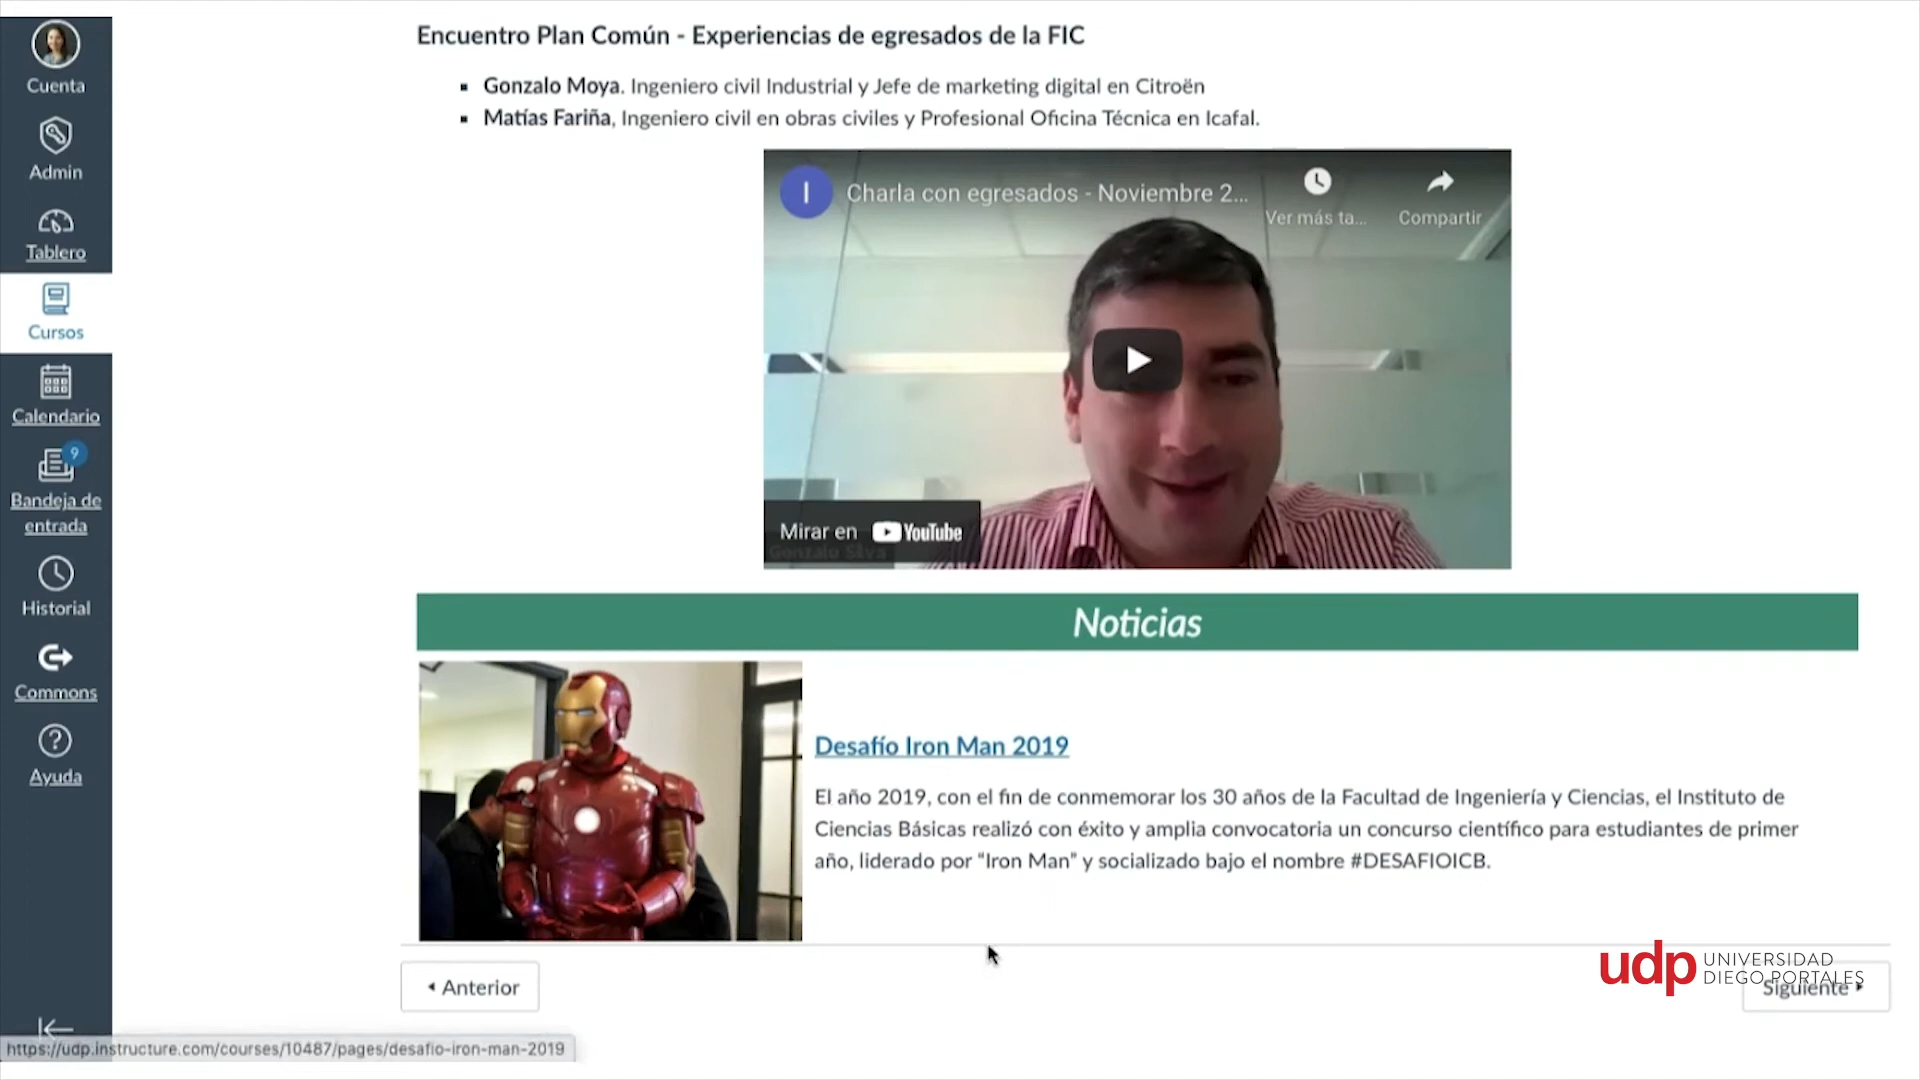 Cuenta
Admin
Tablero
Cursos
Calendario
9
Bandeja de
entrada
Historial
Commons
Ayuda
Encuentro Plan Común - Experiencias de egresados de la FIC
Gonzalo Moya. Ingeniero civil Industrial y Jefe de marketing digital en Citroën
Matías Fariña, Ingeniero civil en obras civiles y Profesional Oficina Técnica en Icafal.
I
Charla con egresados - Noviembre 2...
Ver más ta...
Compartir
Mirar en YouTube
Gonzalo Silva
Noticias
Desafío Iron Man 2019
El año 2019, con el fin de conmemorar los 30 años de la Facultad de Ingeniería y Ciencias, el Instituto de
Ciencias Básicas realizó con éxito y amplia convocatoria un concurso científico para estudiantes de primer
año, liderado por “Iron Man” y socializado bajo el nombre #DESAFIOICB.
Anterior
Siguiente
udp UNIVERSIDAD
DIEGO PORTALES
https://udp.instructure.com/courses/10487/pages/desafio-iron-man-2019